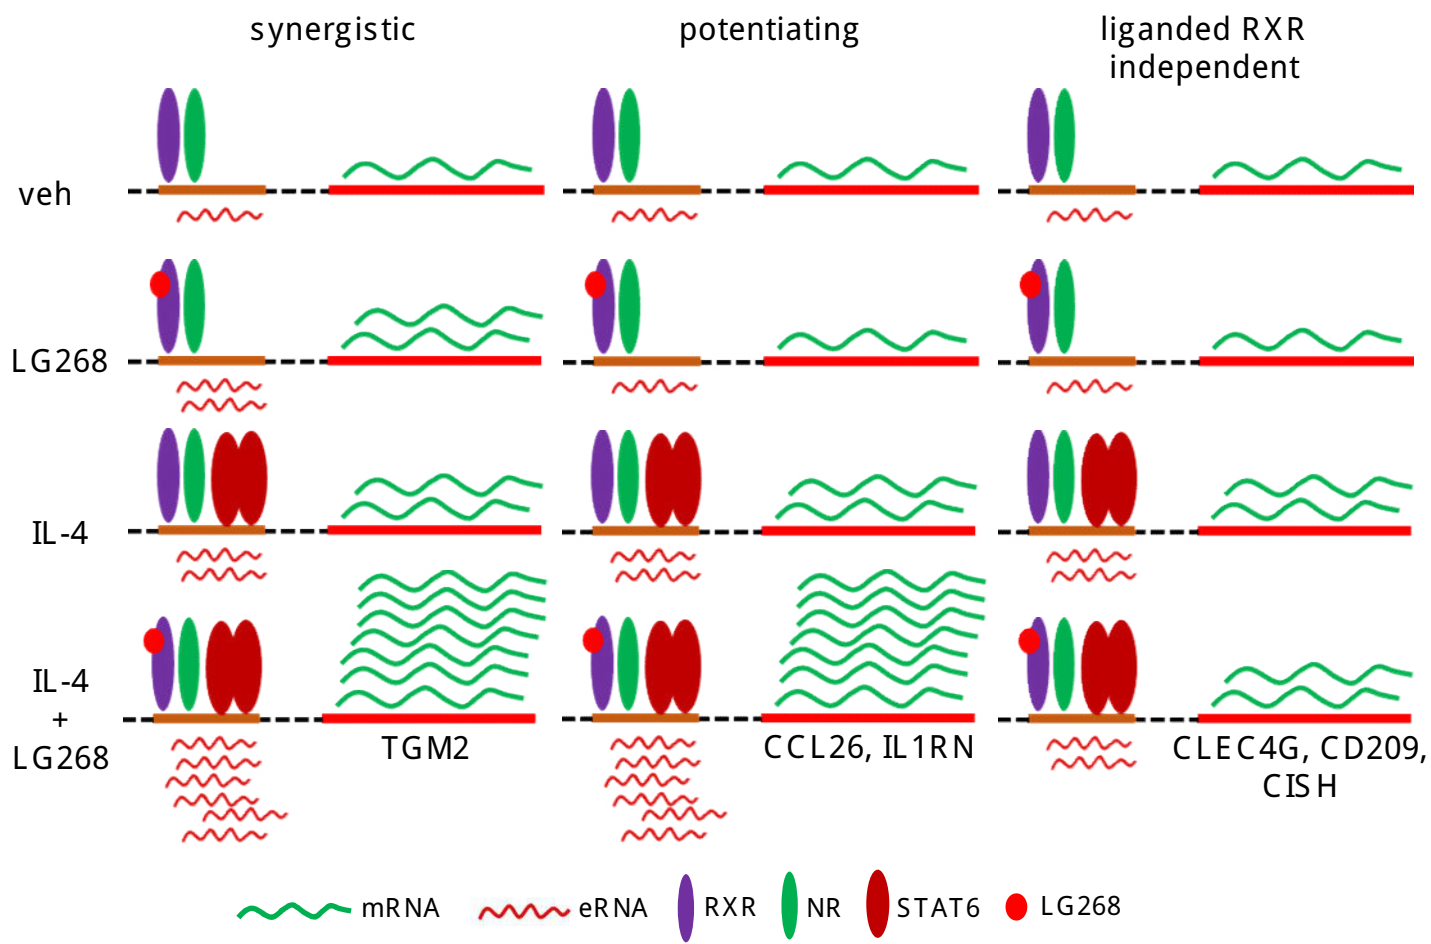 synergistic
potentiating
liganded RXR
independent
veh
LG268
IL-4
IL-4
+
LG268
TGM2
CCL26, IL1RN
CLEC4G, CD209,
CISH
mRNA
eRNA
RXR
NR
STAT6
LG268